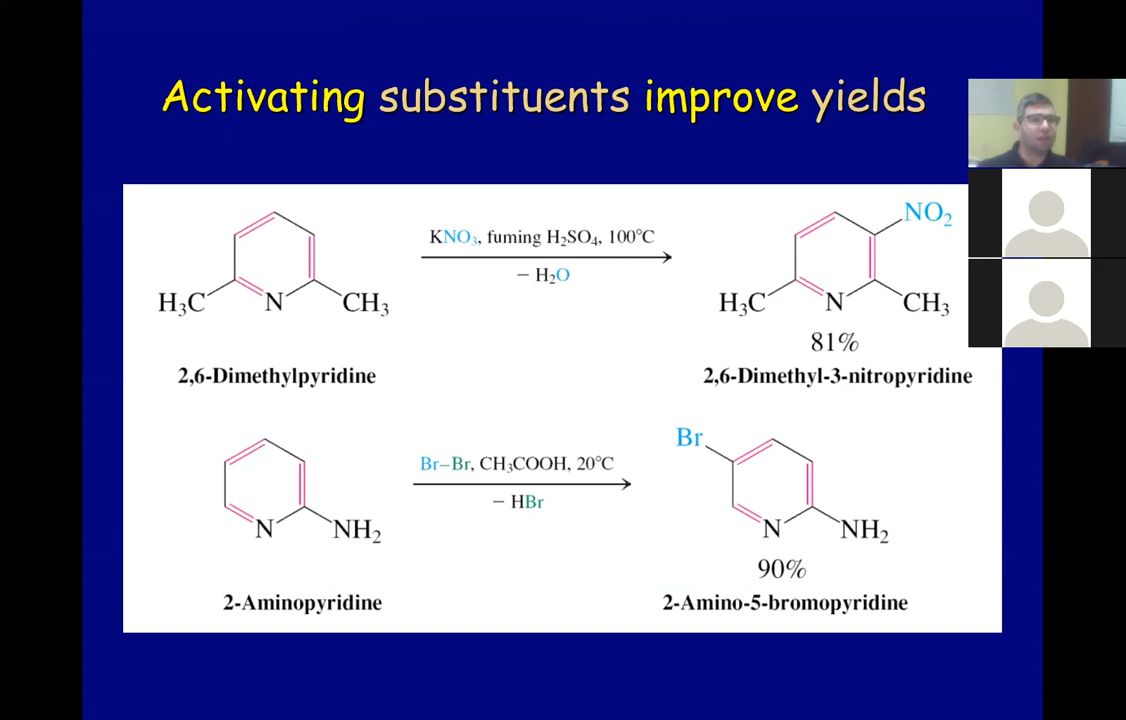 Activating substituents improve yields
KNO₃, fuming H₂SO₄, 100°C
− H₂O
H₃C N CH₃
2,6-Dimethylpyridine
NO₂
H₃C N CH₃
81%
2,6-Dimethyl-3-nitropyridine
Br–Br, CH₃COOH, 20°C
− HBr
N NH₂
2-Aminopyridine
Br
N NH₂
90%
2-Amino-5-bromopyridine